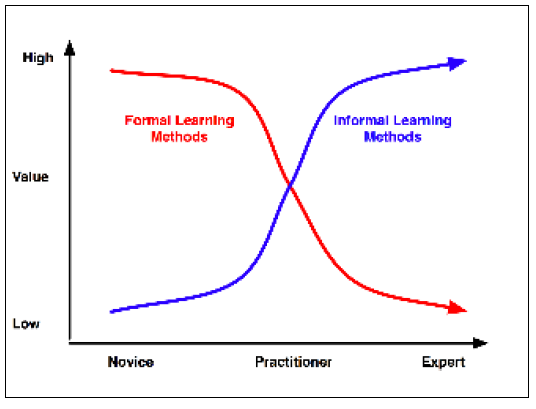 High
Formal Learning
Methods
Informal Learning
Methods
Value
Low
Novice
Practitioner
Expert